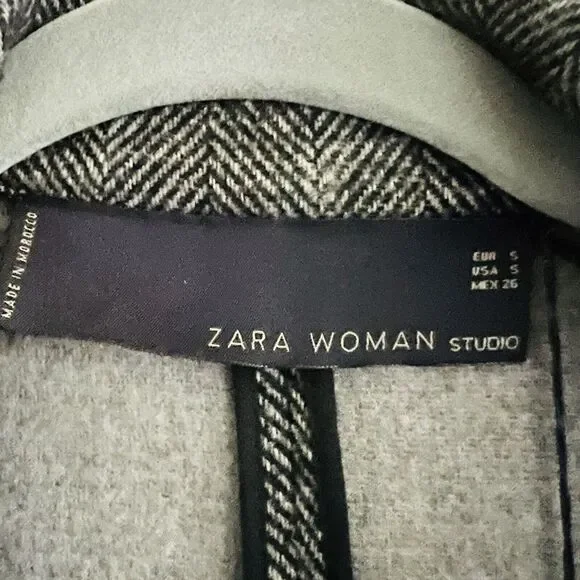 MADE IN MOROCCO
EUR S
USA S
MEX 26
ZARA WOMAN STUDIO